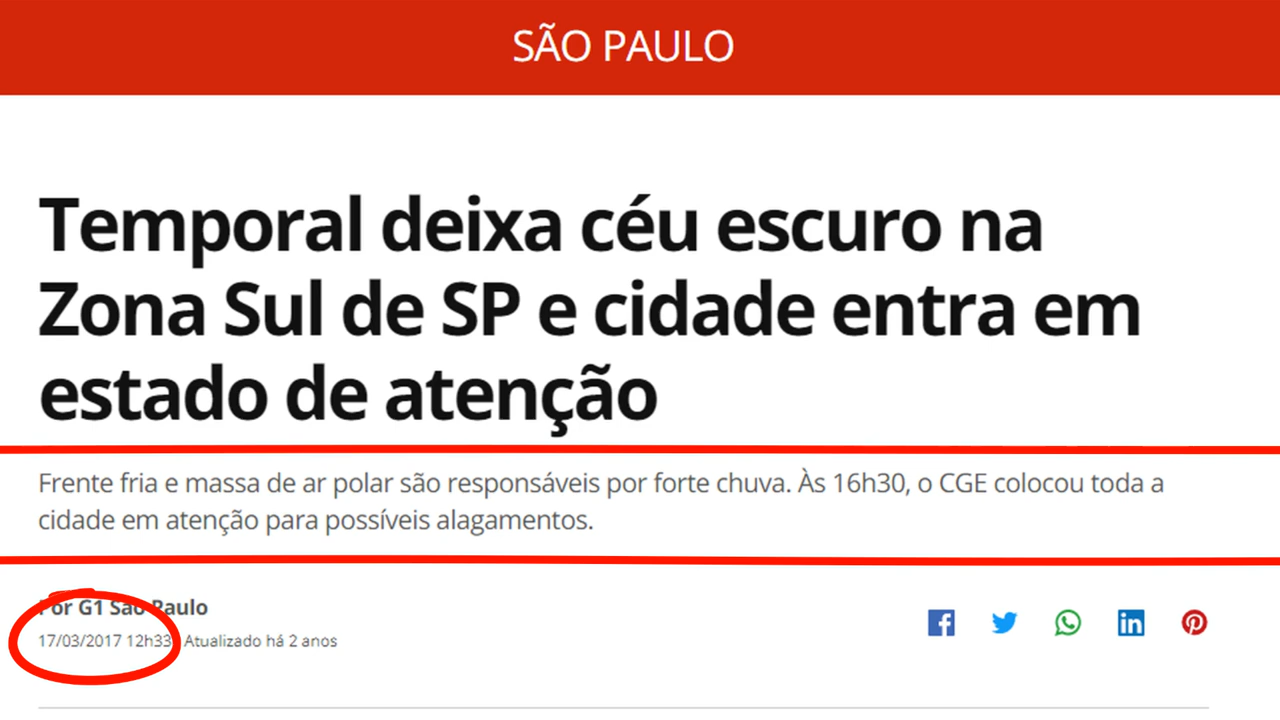 SÃO PAULO
Temporal deixa céu escuro na
Zona Sul de SP e cidade entra em
estado de atenção
Frente fria e massa de ar polar são responsáveis por forte chuva. Às 16h30, o CGE colocou toda a
cidade em atenção para possíveis alagamentos.
Por G1 São Paulo
17/03/2017 12h33 Atualizado há 2 anos